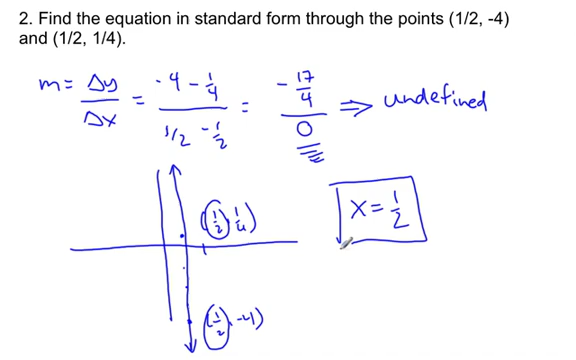 2. Find the equation in standard form through the points (1/2, -4)
and (1/2, 1/4).
m = Δy/Δx = (-4 - 1/4)/(1/2 - 1/2) = (-17/4)/0 ⇒ undefined
(1/2, 1/4)
x = 1/2
(1/2, -4)